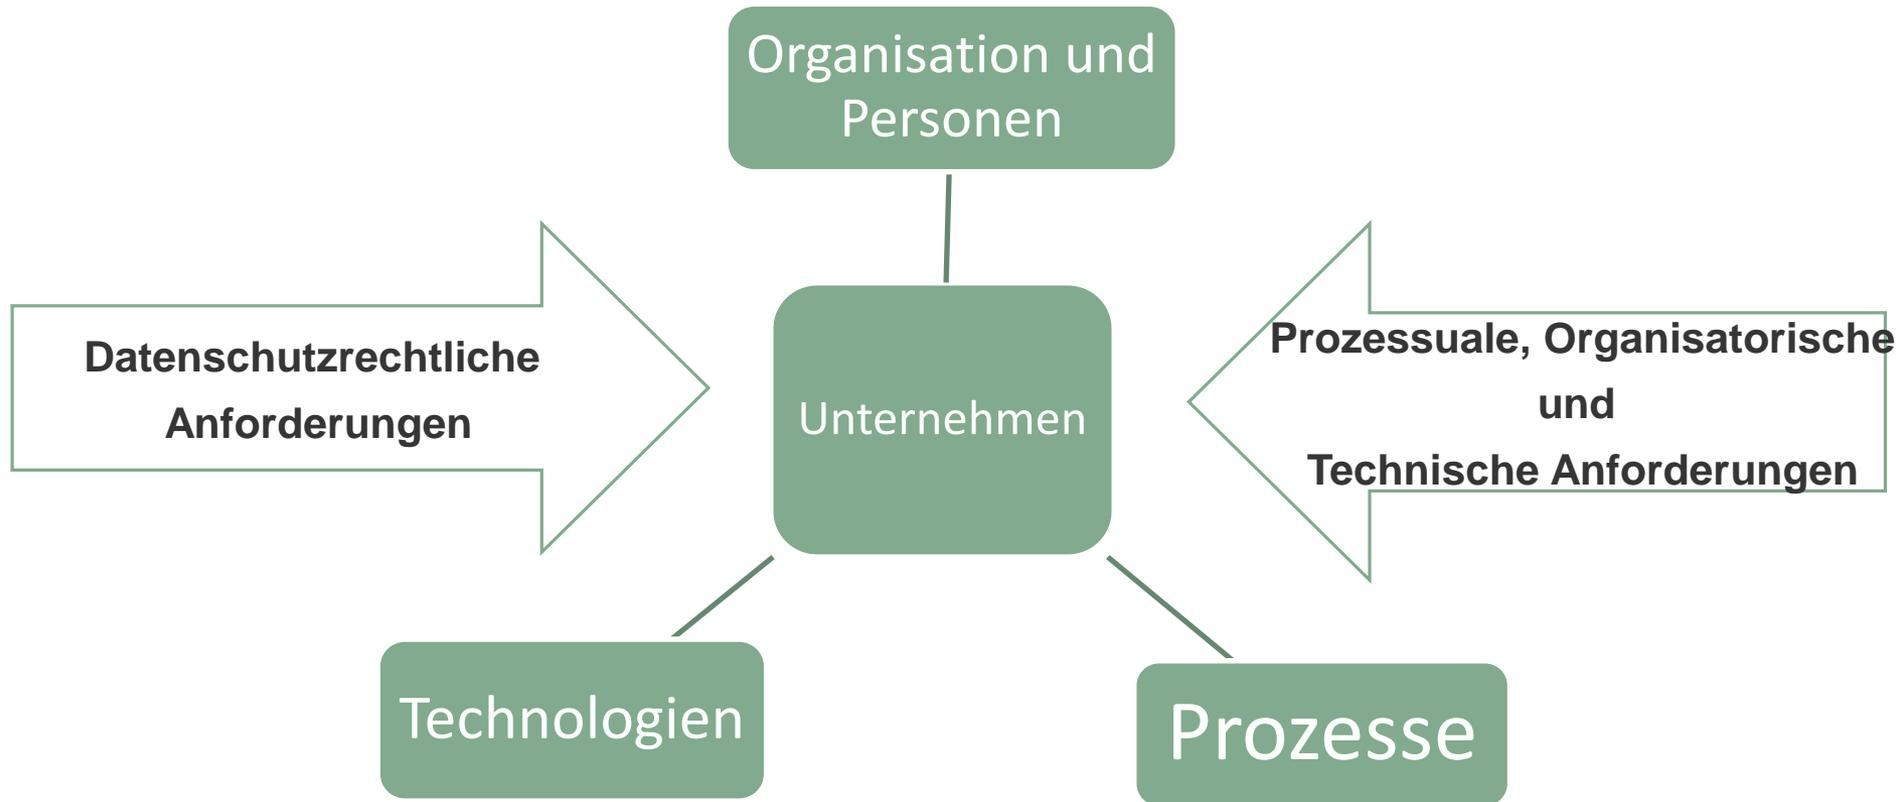 Organisation und
Personen
Datenschutzrechtliche
Anforderungen
Unternehmen
Prozessuale, Organisatorische
und
Technische Anforderungen
Technologien
Prozesse